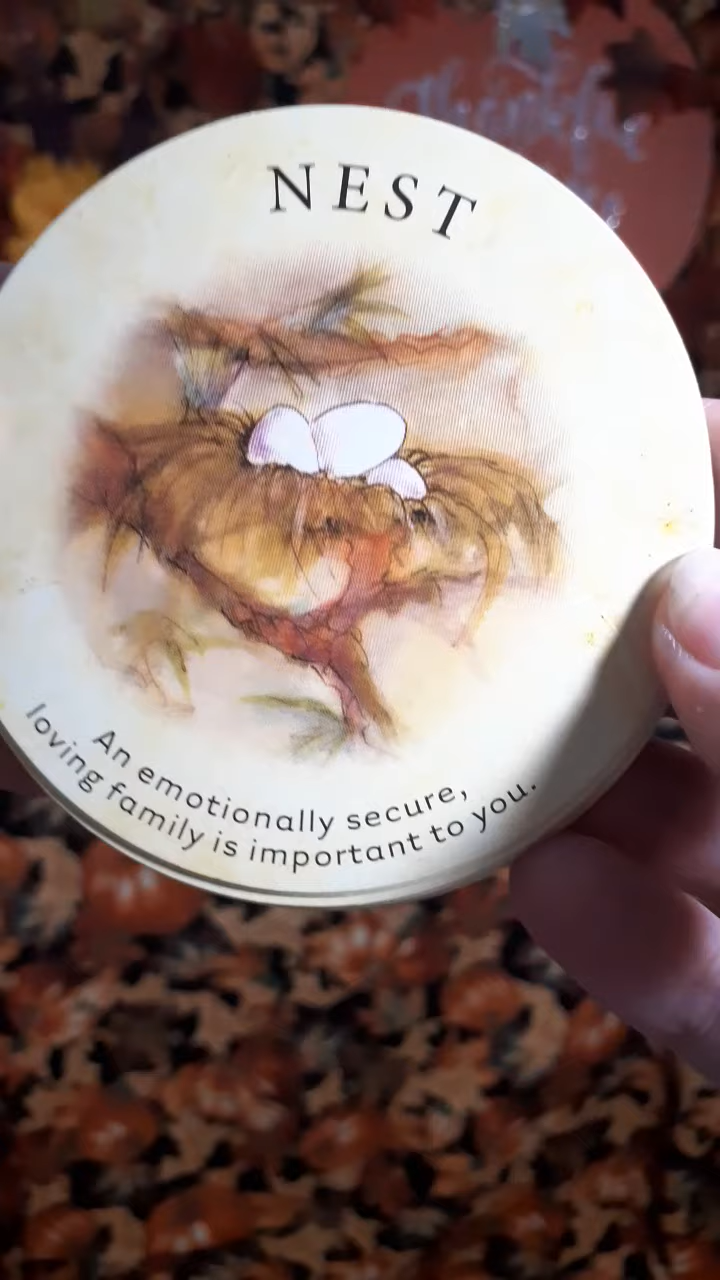 NEST
An emotionally secure,
loving family is important to you.